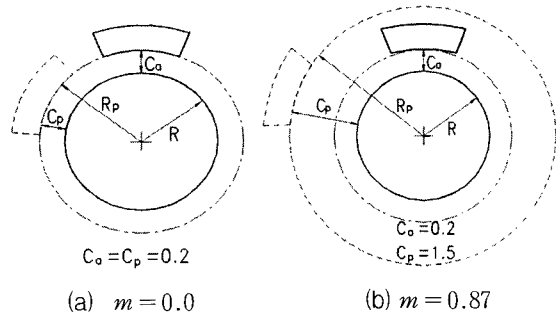 Ca
Cp
Rp
R
Ca=Cp=0.2
(a) m=0.0
Ca
Cp
Rp
R
Ca=0.2
Cp=1.5
(b) m=0.87